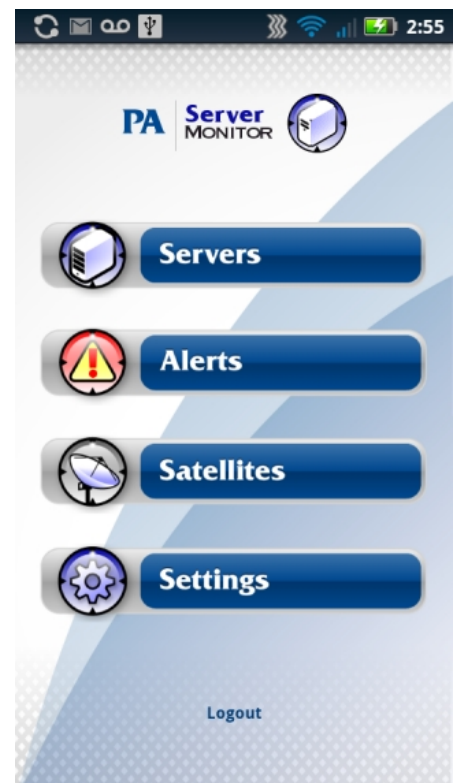 2:55
PA Server
MONITOR
Servers
Alerts
Satellites
Settings
Logout